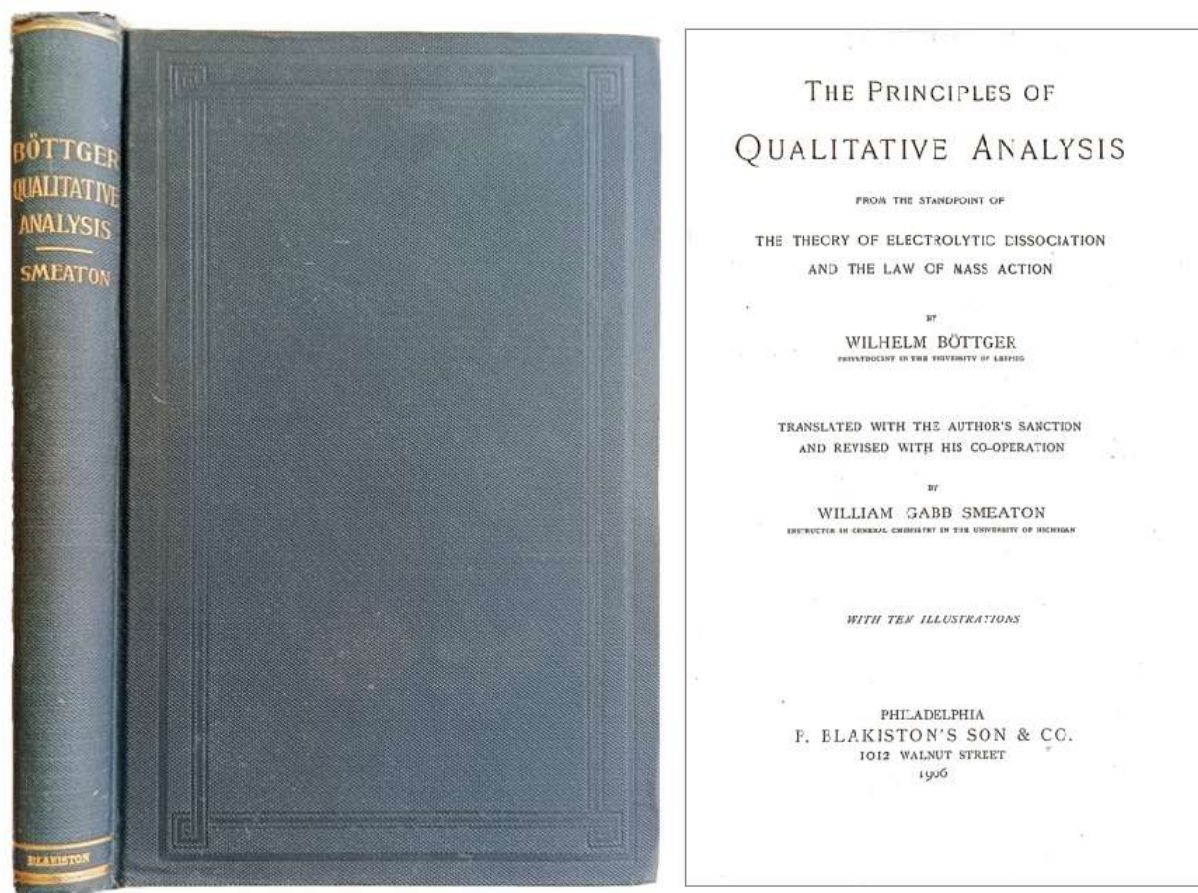 BÖTTGER
QUALITATIVE
ANALYSIS
SMEATON
BLAKISTON
THE PRINCIPLES OF
QUALITATIVE ANALYSIS
FROM THE STANDPOINT OF
THE THEORY OF ELECTROLYTIC DISSOCIATION
AND THE LAW OF MASS ACTION
BY
WILHELM BÖTTGER
PRIVATDOCENT IN THE UNIVERSITY OF LEIPZIG
TRANSLATED WITH THE AUTHOR'S SANCTION
AND REVISED WITH HIS CO-OPERATION
BY
WILLIAM GABB SMEATON
INSTRUCTOR IN GENERAL CHEMISTRY IN THE UNIVERSITY OF MICHIGAN
WITH TEN ILLUSTRATIONS
PHILADELPHIA
P. BLAKISTON'S SON & CO.
1012 WALNUT STREET
1906